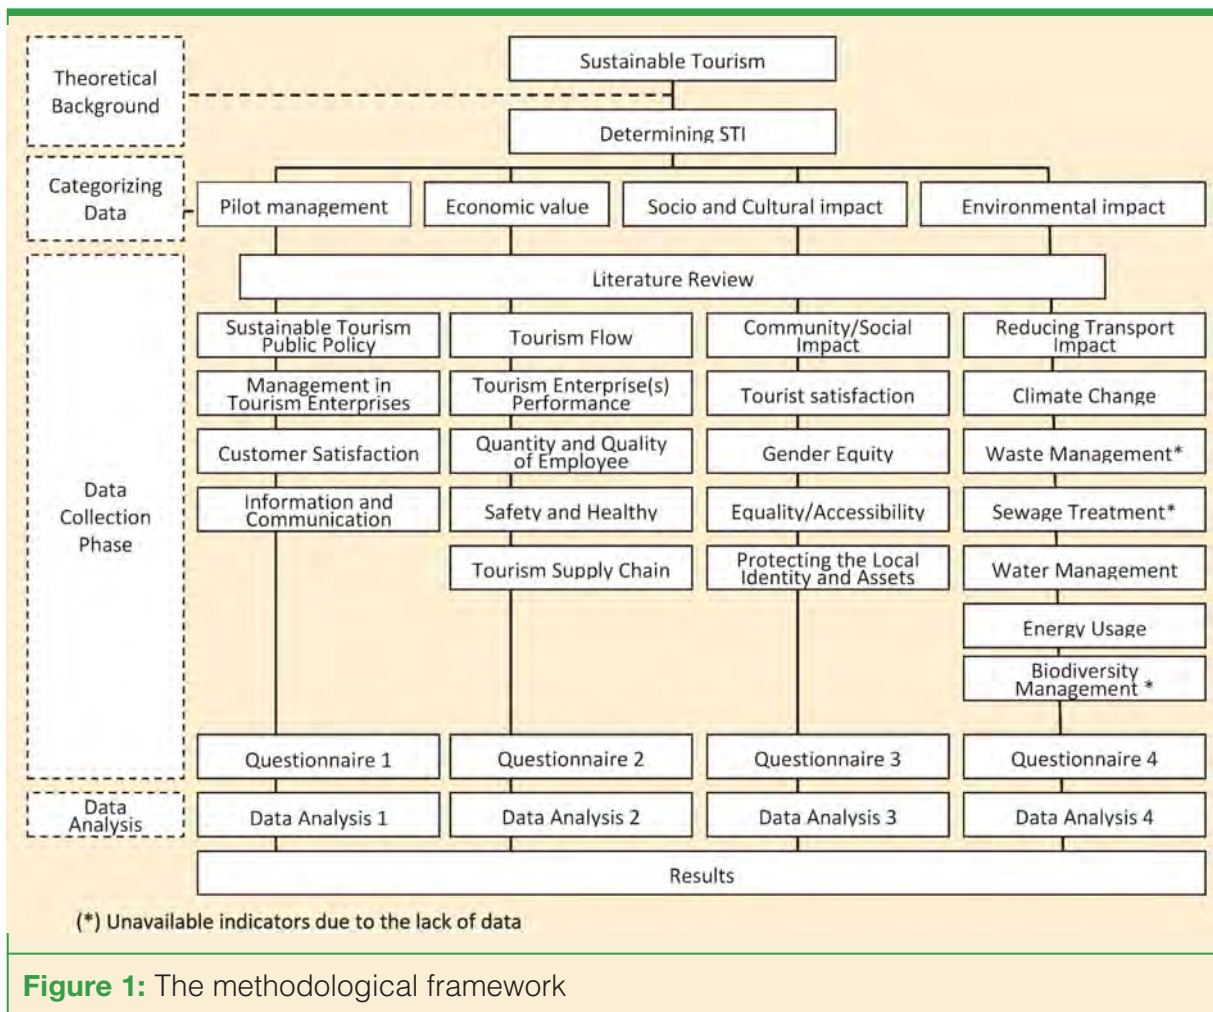 Theoretical
Background
Sustainable Tourism
Determining STI
Categorizing
Data
Pilot management
Economic value
Socio and Cultural impact
Environmental impact
Data
Collection
Phase
Literature Review
Sustainable Tourism
Public Policy
Tourism Flow
Community/Social
Impact
Reducing Transport
Impact
Management in
Tourism Enterprises
Tourism Enterprise(s)
Performance
Tourist satisfaction
Climate Change
Customer Satisfaction
Quantity and Quality
of Employee
Gender Equity
Waste Management*
Information and
Communication
Safety and Healthy
Equality/Accessibility
Sewage Treatment*
Tourism Supply Chain
Protecting the Local
Identity and Assets
Water Management
Energy Usage
Biodiversity
Management *
Questionnaire 1
Questionnaire 2
Questionnaire 3
Questionnaire 4
Data
Analysis
Data Analysis 1
Data Analysis 2
Data Analysis 3
Data Analysis 4
Results
(*) Unavailable indicators due to the lack of data
Figure 1: The methodological framework